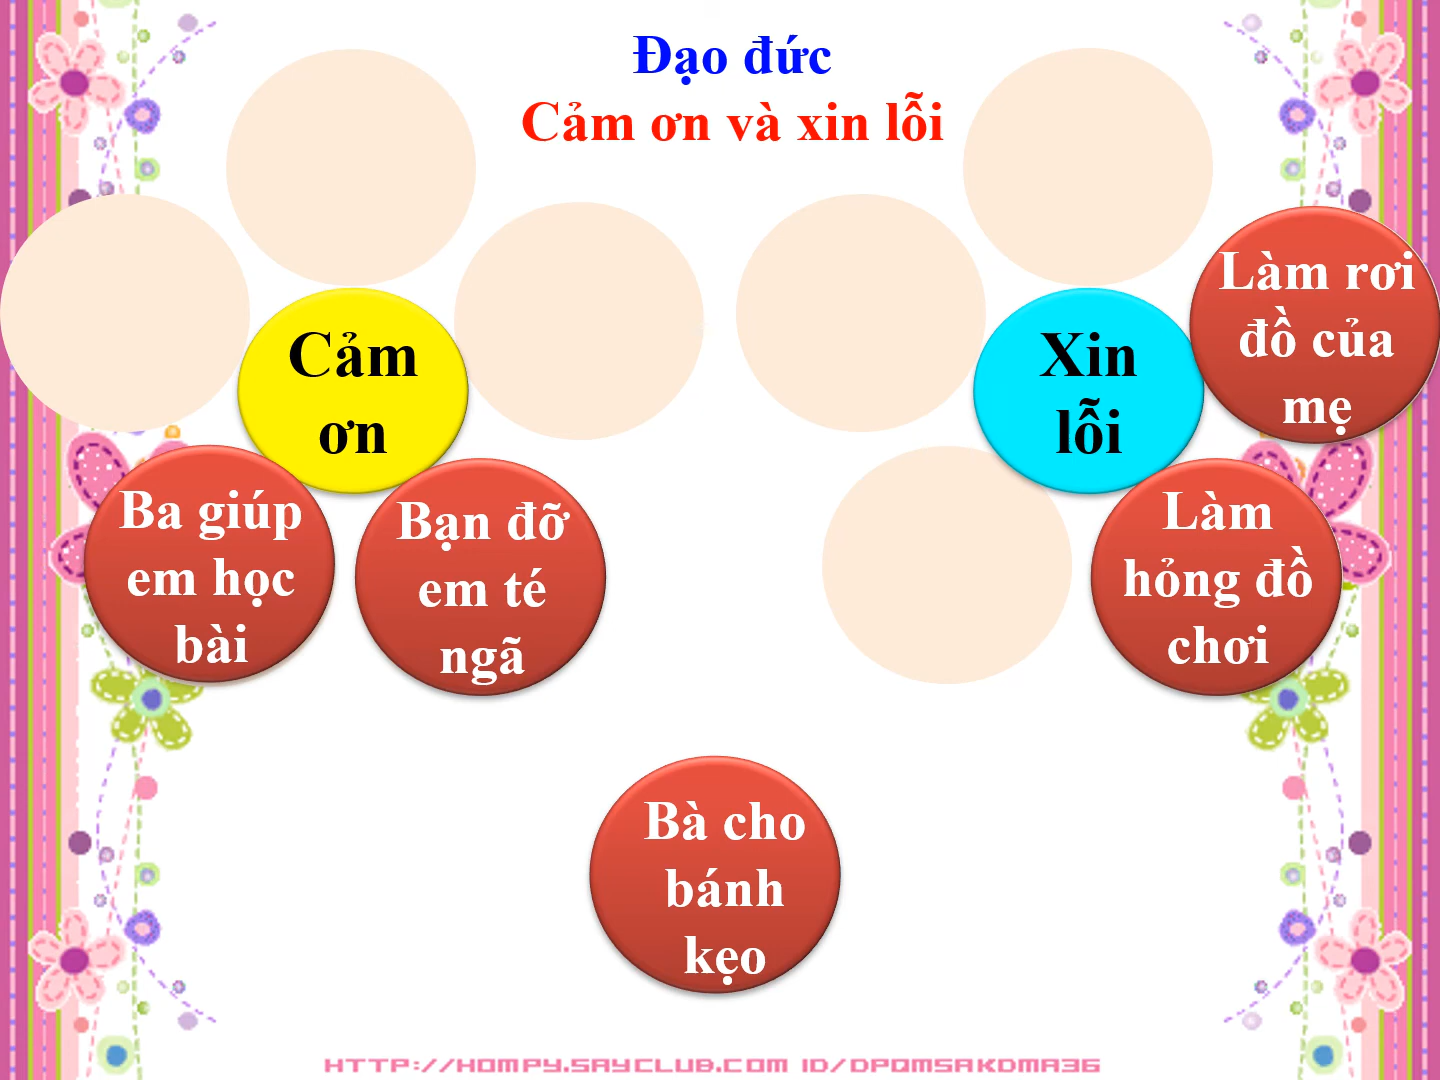 Đạo đức
Cảm ơn và xin lỗi
Cảm
ơn
Ba giúp
em học
bài
Bạn đỡ
em té
ngã
Xin
lỗi
Làm rơi
đồ của
mẹ
Làm
hỏng đồ
chơi
Bà cho
bánh
kẹo
HTTP://HOMPY.SAYCLUB.COM ID/DPQMSAKDMA36